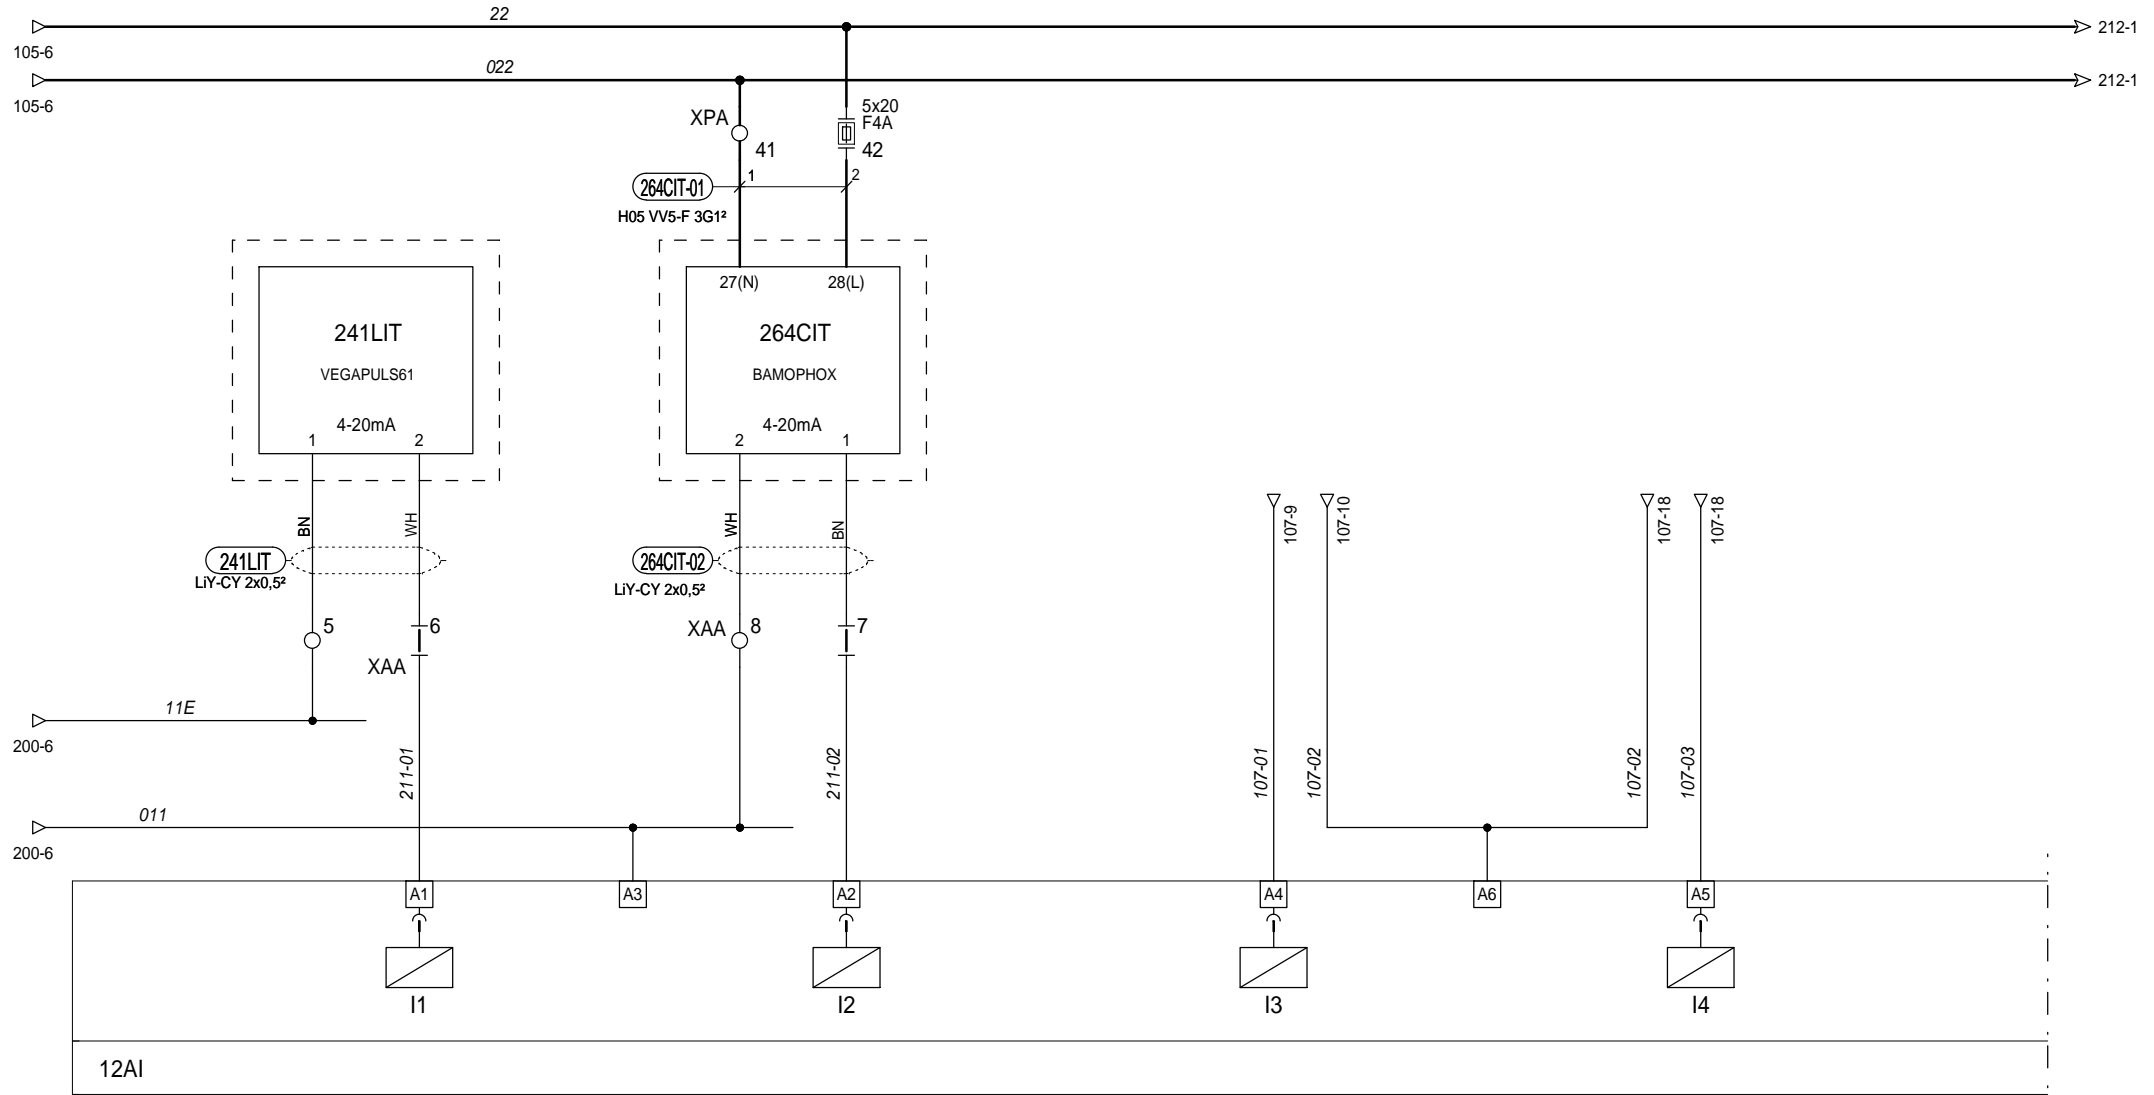 22
212-1
105-6
022
212-1
105-6
XPA
41
5x20
F4A
42
264CIT-01
1
2
H05 VV5-F 3G1²
27(N)
28(L)
241LIT
VEGAPULS61
4-20mA
1
2
264CIT
BAMOPHOX
4-20mA
2
1
BN
WH
WH
BN
107-9
107-10
107-18
107-18
241LIT
LiY-CY 2x0,5²
264CIT-02
LiY-CY 2x0,5²
5
6
XAA
XAA
8
7
11E
200-6
211-01
211-02
107-01
107-02
107-02
107-03
011
200-6
A1
A3
A2
A4
A6
A5
I1
I2
I3
I4
12AI